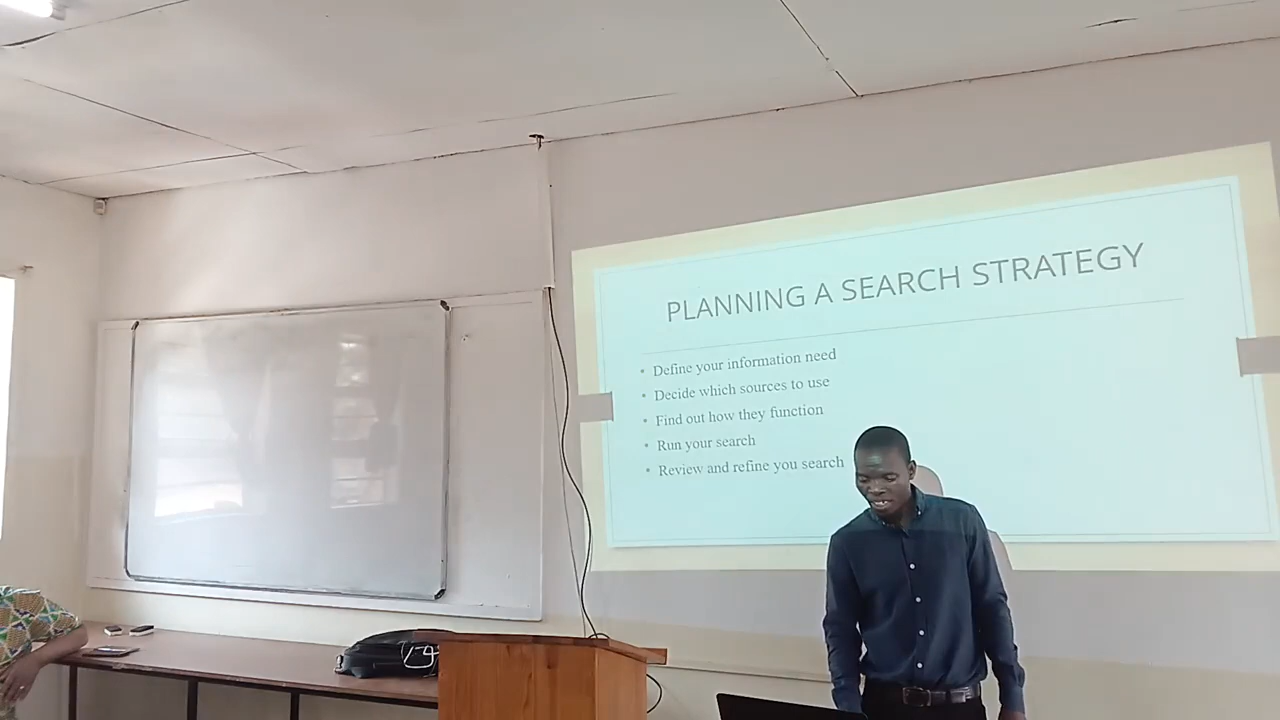 PLANNING A SEARCH STRATEGY
• Define your information need
• Decide which sources to use
• Find out how they function
• Run your search
• Review and refine you search